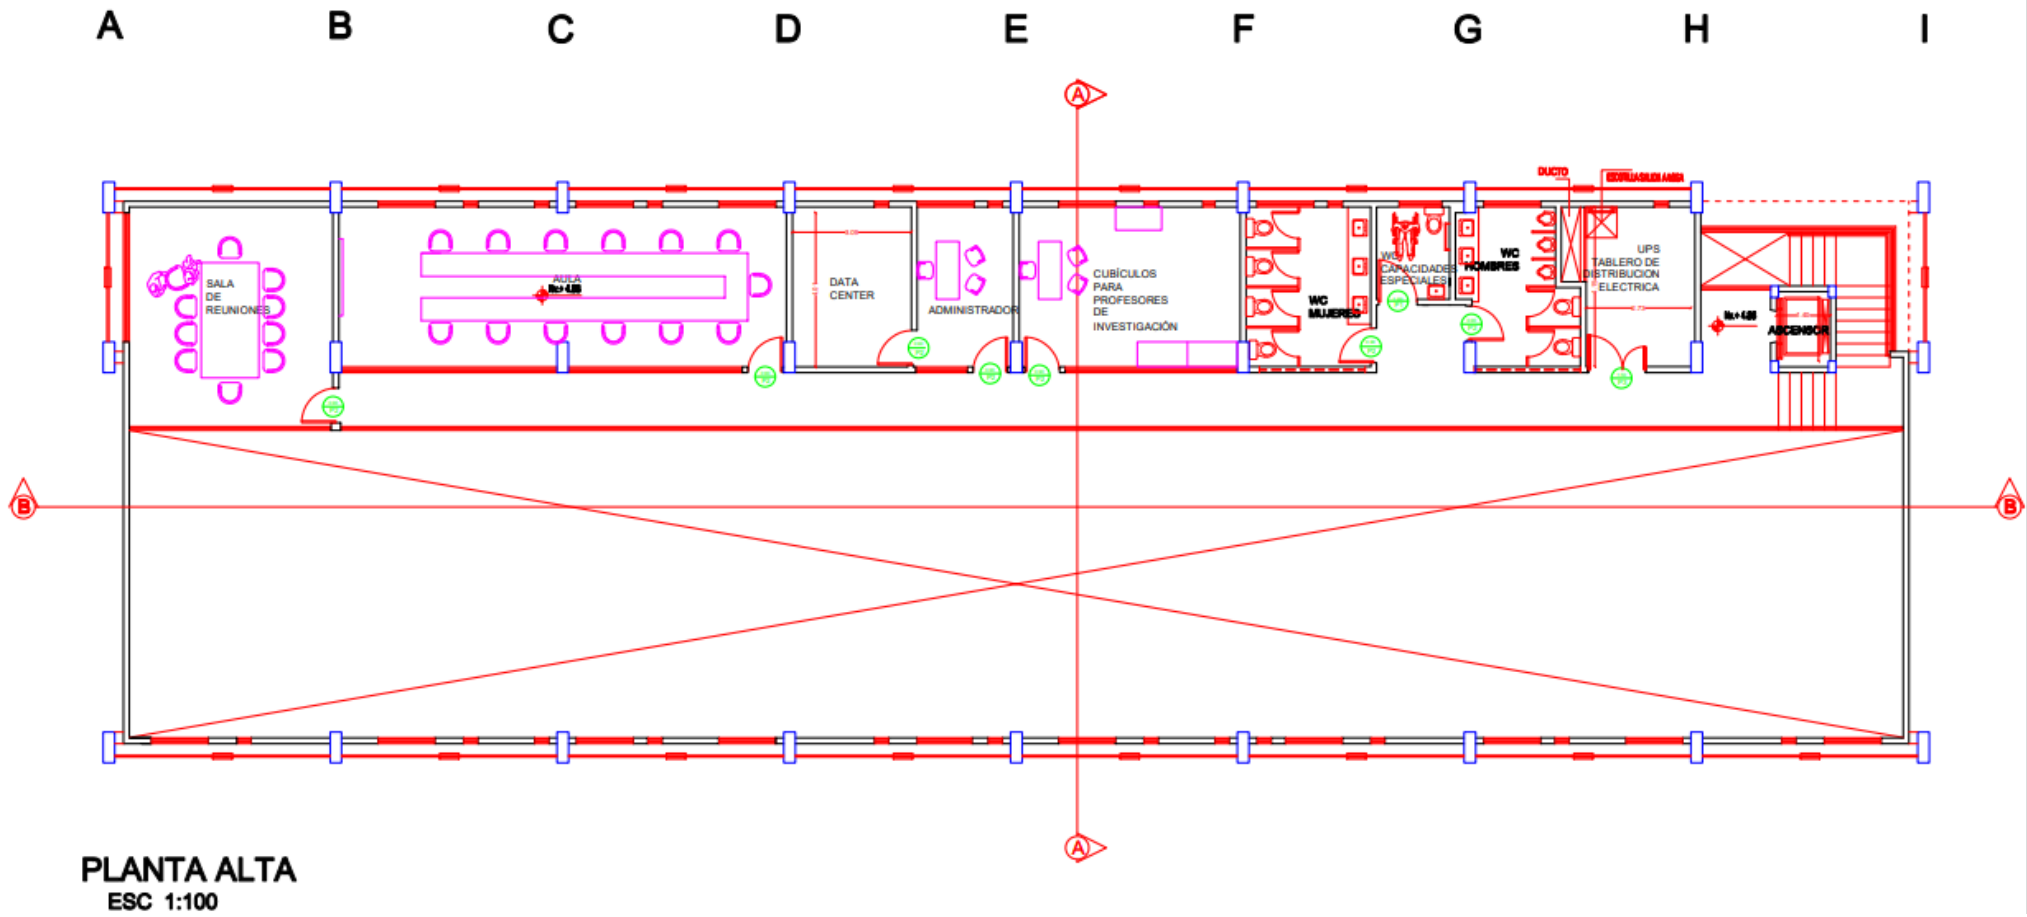 A B C D E F G H I
A
DUCTO
SALA
DE
REUNIONES
AULA
DATA
CENTER
ADMINISTRADOR
CUBÍCULOS
PARA
PROFESORES
DE
INVESTIGACIÓN
WC
MUJERES
WC
CAPACIDADES
ESPECIALES
WC
HOMBRES
UPS
TABLERO DE
DISTRIBUCION
ELECTRICA
ASCENSOR
B B
A
PLANTA ALTA
ESC 1:100